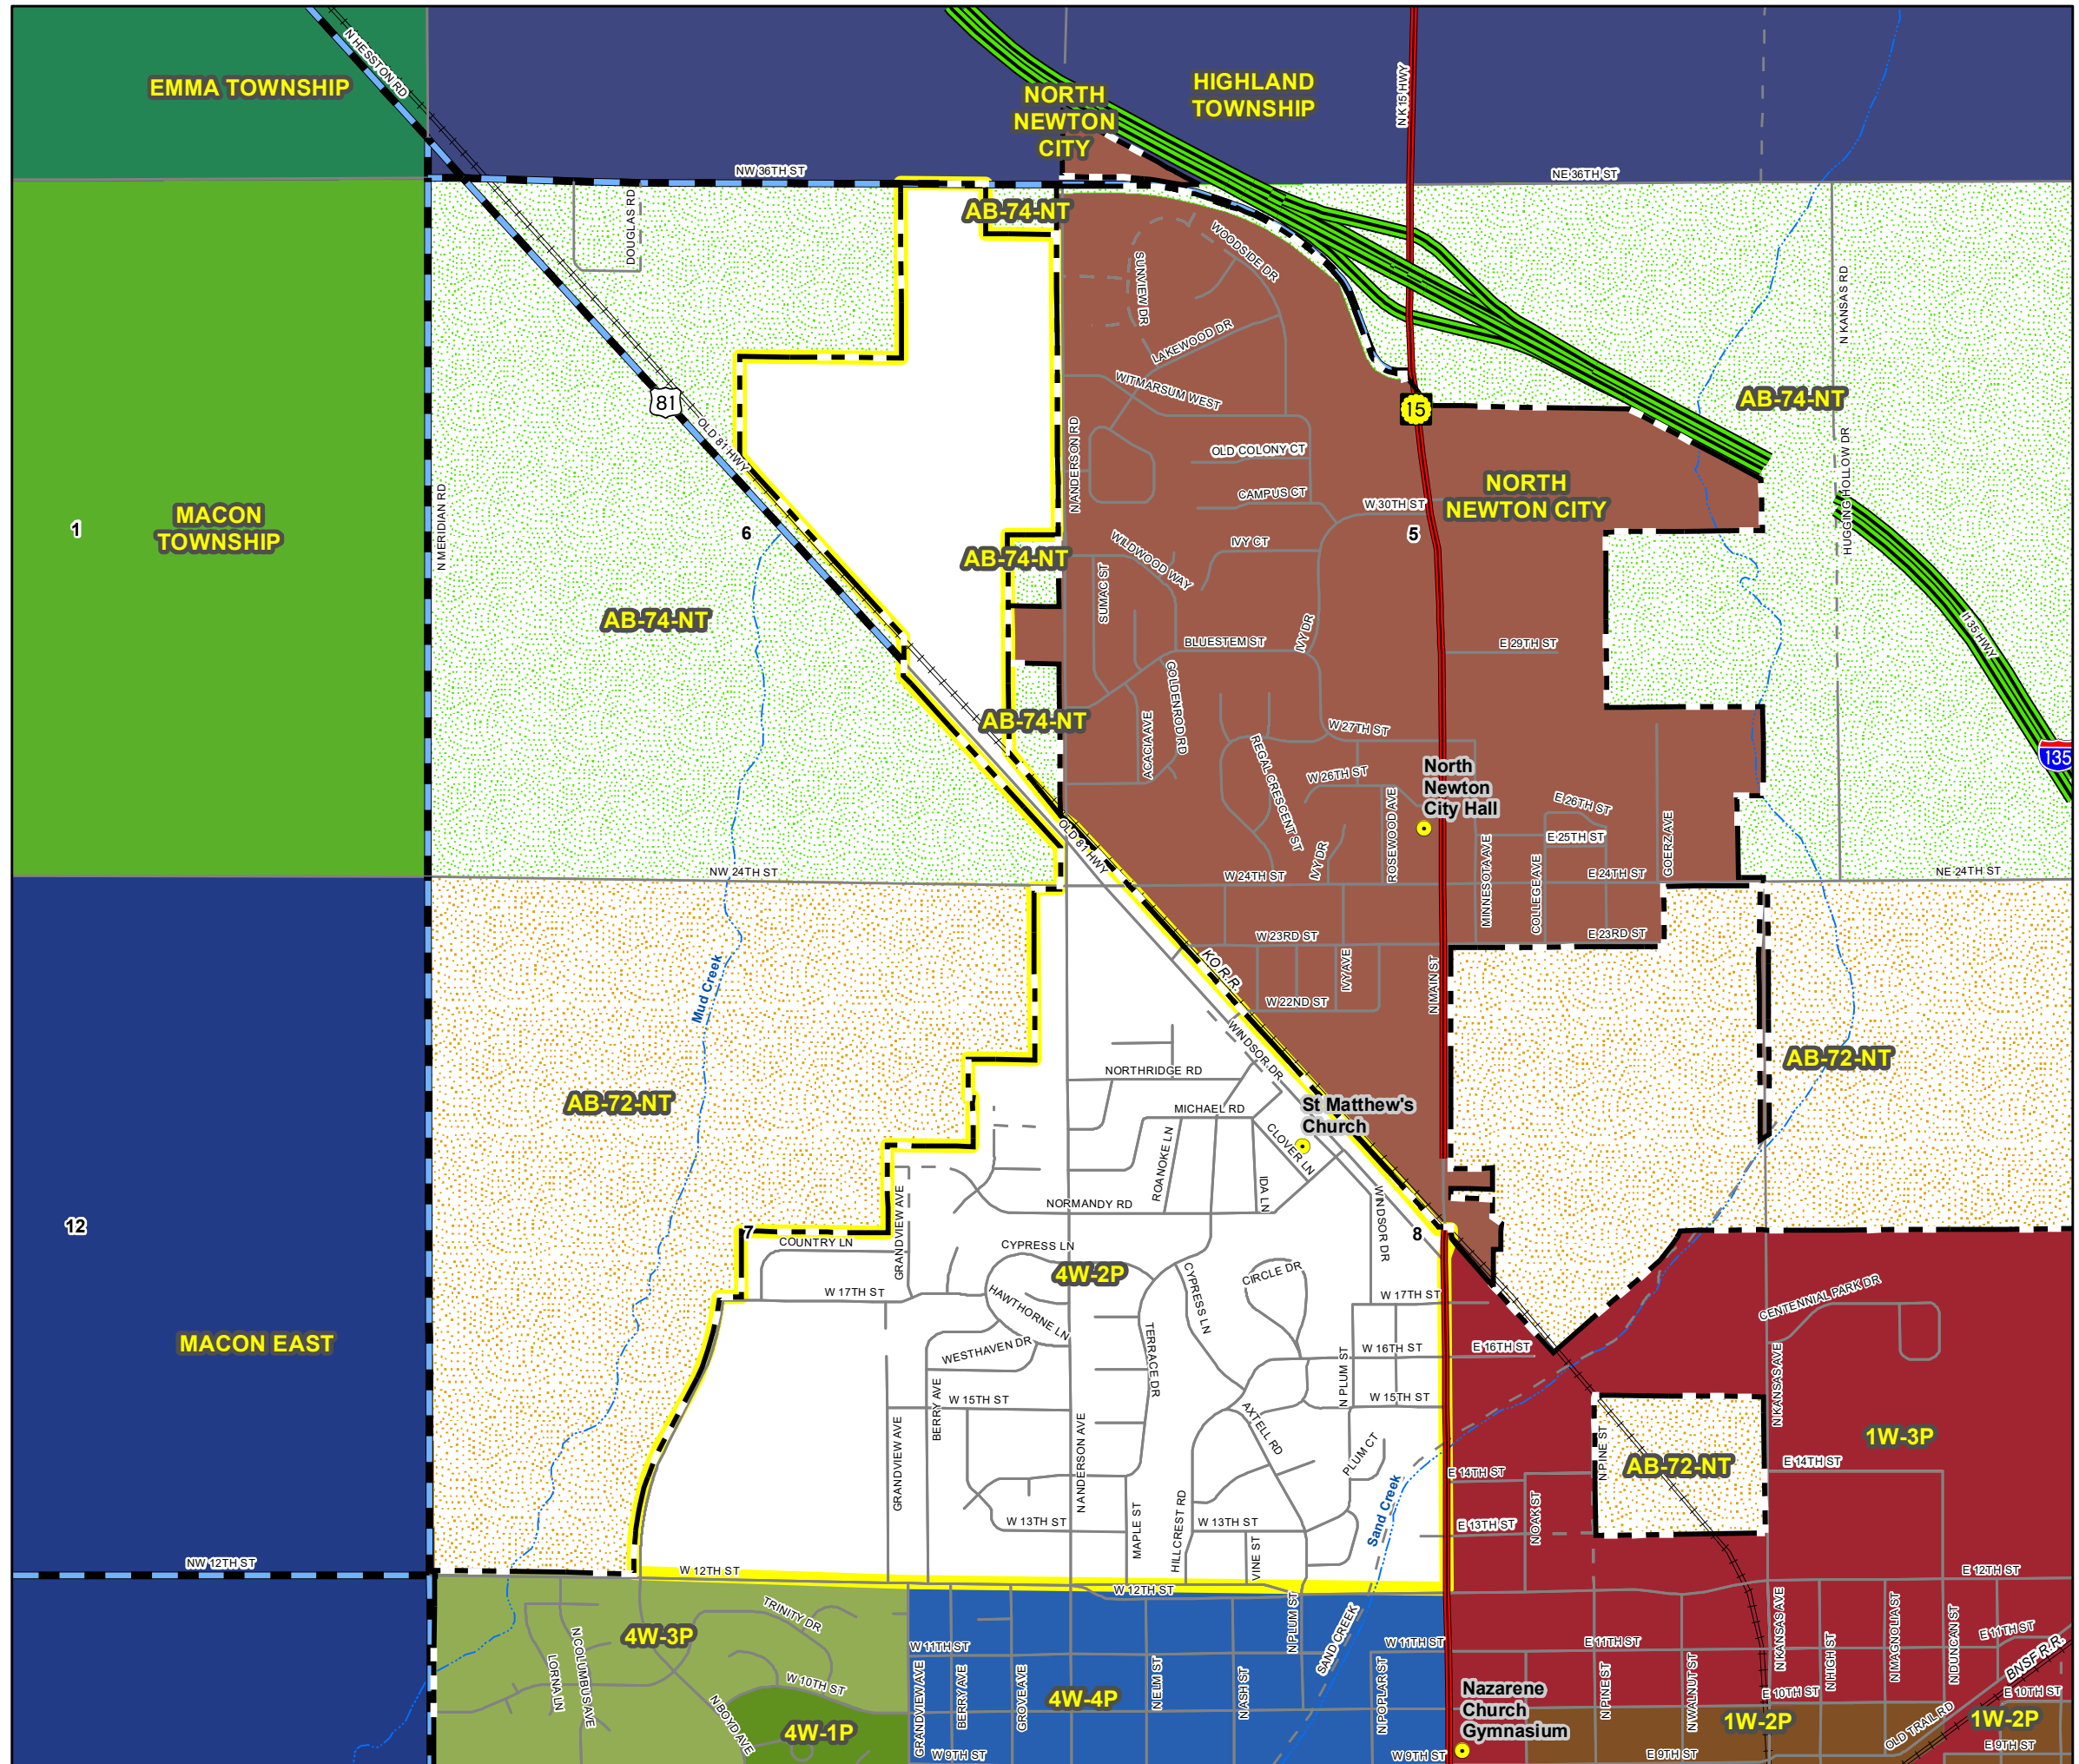 N HESSTON RD
EMMA TOWNSHIP
NORTH
NEWTON
CITY
HIGHLAND
TOWNSHIP
N K15 HWY
NW 36TH ST
NE 36TH ST
DOUGLAS RD
AB-74-NT
WOODSIDE DR
SUNVIEW DR
N KANSAS RD
LAKEWOOD DR
WITMARSUM WEST
81
OLD 81 HWY
15
AB-74-NT
N ANDERSON RD
OLD COLONY CT
CAMPUS CT
W 30TH ST
NORTH
NEWTON CITY
HUGGING HOLLOW DR
N MERIDIAN RD
MACON
TOWNSHIP
1
6
5
AB-74-NT
WILDWOOD WAY
IVY CT
SUMAC ST
AB-74-NT
BLUESTEM ST
IVY DR
E 29TH ST
I135 HWY
GOLDENROD RD
AB-74-NT
ACACIA AVE
W 27TH ST
REGAL CRESCENT ST
W 26TH ST
North
Newton
City Hall
135
ROSEWOOD AVE
E 26TH ST
E 25TH ST
GOERZ AVE
OLD 81 HWY
IVY DR
MINNESOTA AVE
COLLEGE AVE
NW 24TH ST
W 24TH ST
E 24TH ST
NE 24TH ST
W 23RD ST
E 23RD ST
K O R.R.
IVY AVE
N MAIN ST
W 22ND ST
Mud Creek
WINDSOR DR
NORTHRIDGE RD
AB-72-NT
AB-72-NT
MICHAEL RD
St Matthew's
Church
ROANOKE LN
CLOVER LN
IDA LN
NORMANDY RD
WINDSOR DR
12
7
8
GRANDVIEW AVE
COUNTRY LN
CYPRESS LN
4W-2P
CYPRESS LN
CIRCLE DR
W 17TH ST
HAWTHORNE LN
W 17TH ST
CENTENNIAL PARK DR
MACON EAST
WESTHAVEN DR
TERRACE DR
N PLUM ST
W 16TH ST
E 16TH ST
N KANSAS AVE
BERRY AVE
W 15TH ST
W 15TH ST
GRANDVIEW AVE
N ANDERSON AVE
AXTELL RD
PLUM CT
N PINE ST
1W-3P
AB-72-NT
E 14TH ST
E 14TH ST
Sand Creek
W 13TH ST
MAPLE ST
HILLCREST RD
W 13TH ST
E 13TH ST
N OAK ST
VINE ST
NW 12TH ST
W 12TH ST
W 12TH ST
E 12TH ST
TRINITY DR
4W-3P
N COLUMBUS AVE
LORNA LN
W 10TH ST
N BOYD AVE
4W-1P
W 11TH ST
GRANDVIEW AVE
BERRY AVE
GROVE AVE
4W-4P
N ELM ST
N ASH ST
N PLUM ST
SAND CREEK
W 11TH ST
N POPLAR ST
W 9TH ST
W 9TH ST
Nazarene
Church
Gymasium
E 11TH ST
N PINE ST
N WALNUT ST
N KANSAS AVE
N HIGH ST
N MAGNOLIA ST
N DUNCAN ST
E 11TH ST
BNSF R.R.
E 10TH ST
E 10TH ST
1W-2P
1W-2P
OLD TRAIL RD
E 9TH ST
E 9TH ST